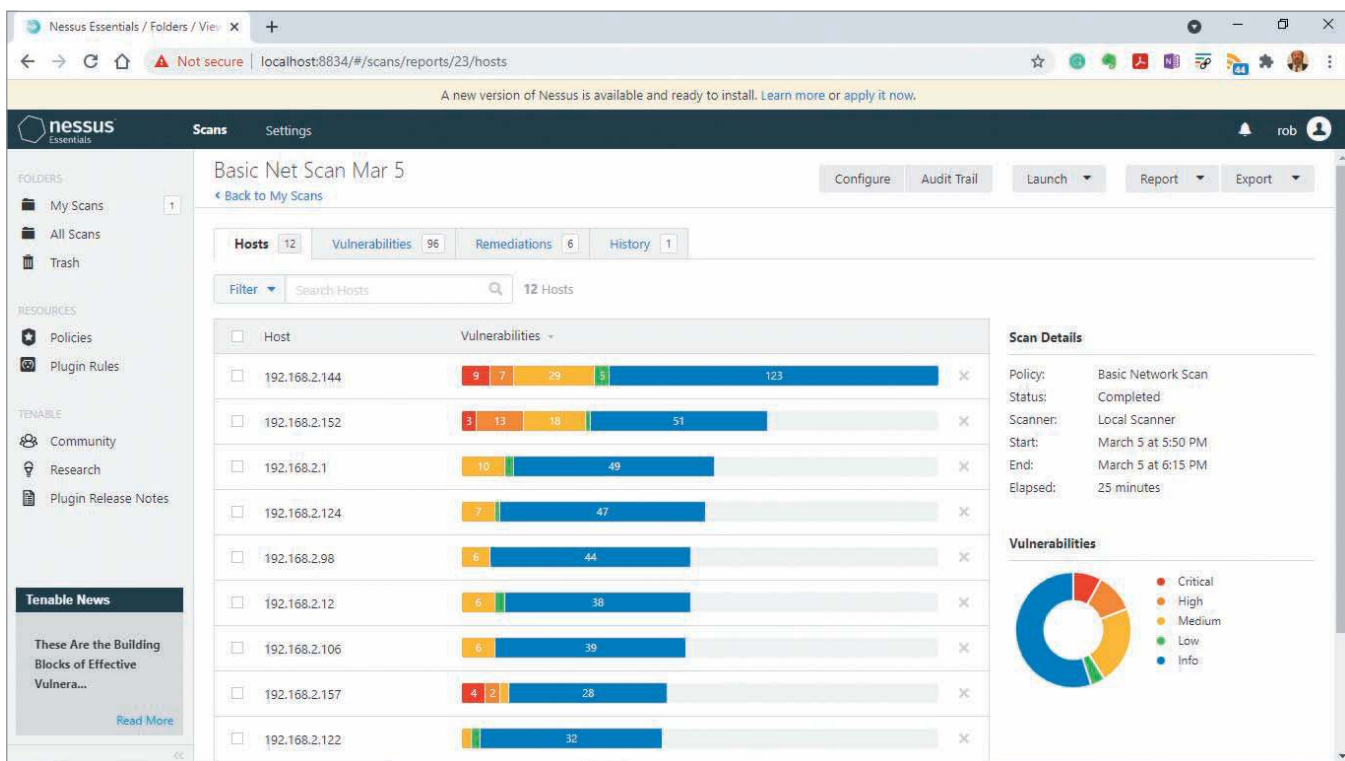 Nessus Essentials / Folders / Vie
Not secure | localhost:8834/#/scans/reports/23/hosts
44
A new version of Nessus is available and ready to install. Learn more or apply it now.
nessus
Essentials
Scans Settings
rob
FOLDERS
My Scans 1
All Scans
Trash
RESOURCES
Policies
Plugin Rules
TENABLE
Community
Research
Plugin Release Notes
Tenable News
These Are the Building
Blocks of Effective
Vulnera...
Read More
Basic Net Scan Mar 5
< Back to My Scans
Configure Audit Trail Launch Report Export
Hosts 12 Vulnerabilities 96 Remediations 6 History 1
Filter Search Hosts 12 Hosts
Host Vulnerabilities
192.168.2.144 9 7 29 5 123
192.168.2.152 3 13 18 51
192.168.2.1 10 49
192.168.2.124 7 47
192.168.2.98 6 44
192.168.2.12 6 38
192.168.2.106 6 39
192.168.2.157 4 2 28
192.168.2.122 32
Scan Details
Policy: Basic Network Scan
Status: Completed
Scanner: Local Scanner
Start: March 5 at 5:50 PM
End: March 5 at 6:15 PM
Elapsed: 25 minutes
Vulnerabilities
Critical
High
Medium
Low
Info